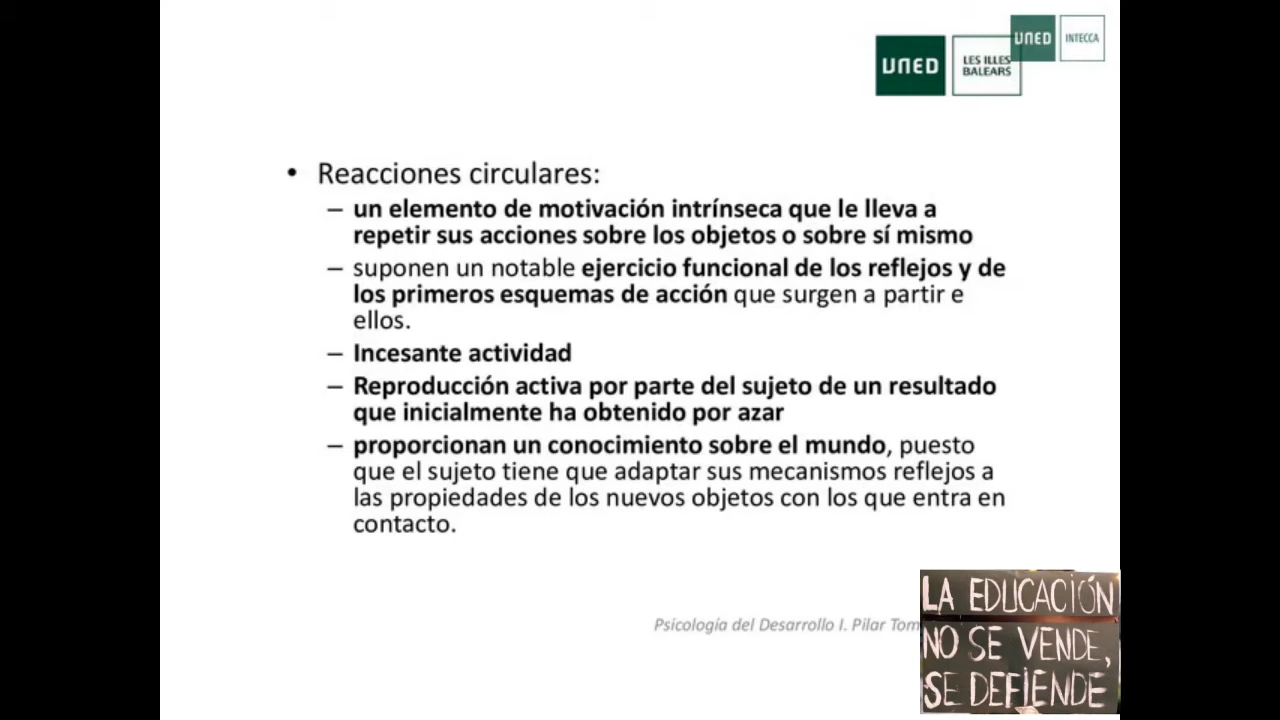 UNED
INTECCA
UNED
LES ILLES
BALEARS
• Reacciones circulares:
– un elemento de motivación intrínseca que le lleva a
repetir sus acciones sobre los objetos o sobre sí mismo
– suponen un notable ejercicio funcional de los reflejos y de
los primeros esquemas de acción que surgen a partir e
ellos.
– Incesante actividad
– Reproducción activa por parte del sujeto de un resultado
que inicialmente ha obtenido por azar
– proporcionan un conocimiento sobre el mundo, puesto
que el sujeto tiene que adaptar sus mecanismos reflejos a
las propiedades de los nuevos objetos con los que entra en
contacto.
Psicología del Desarrollo I. Pilar Tom
LA EDUCACIÓN
NO SE VENDE,
SE DEFIENDE